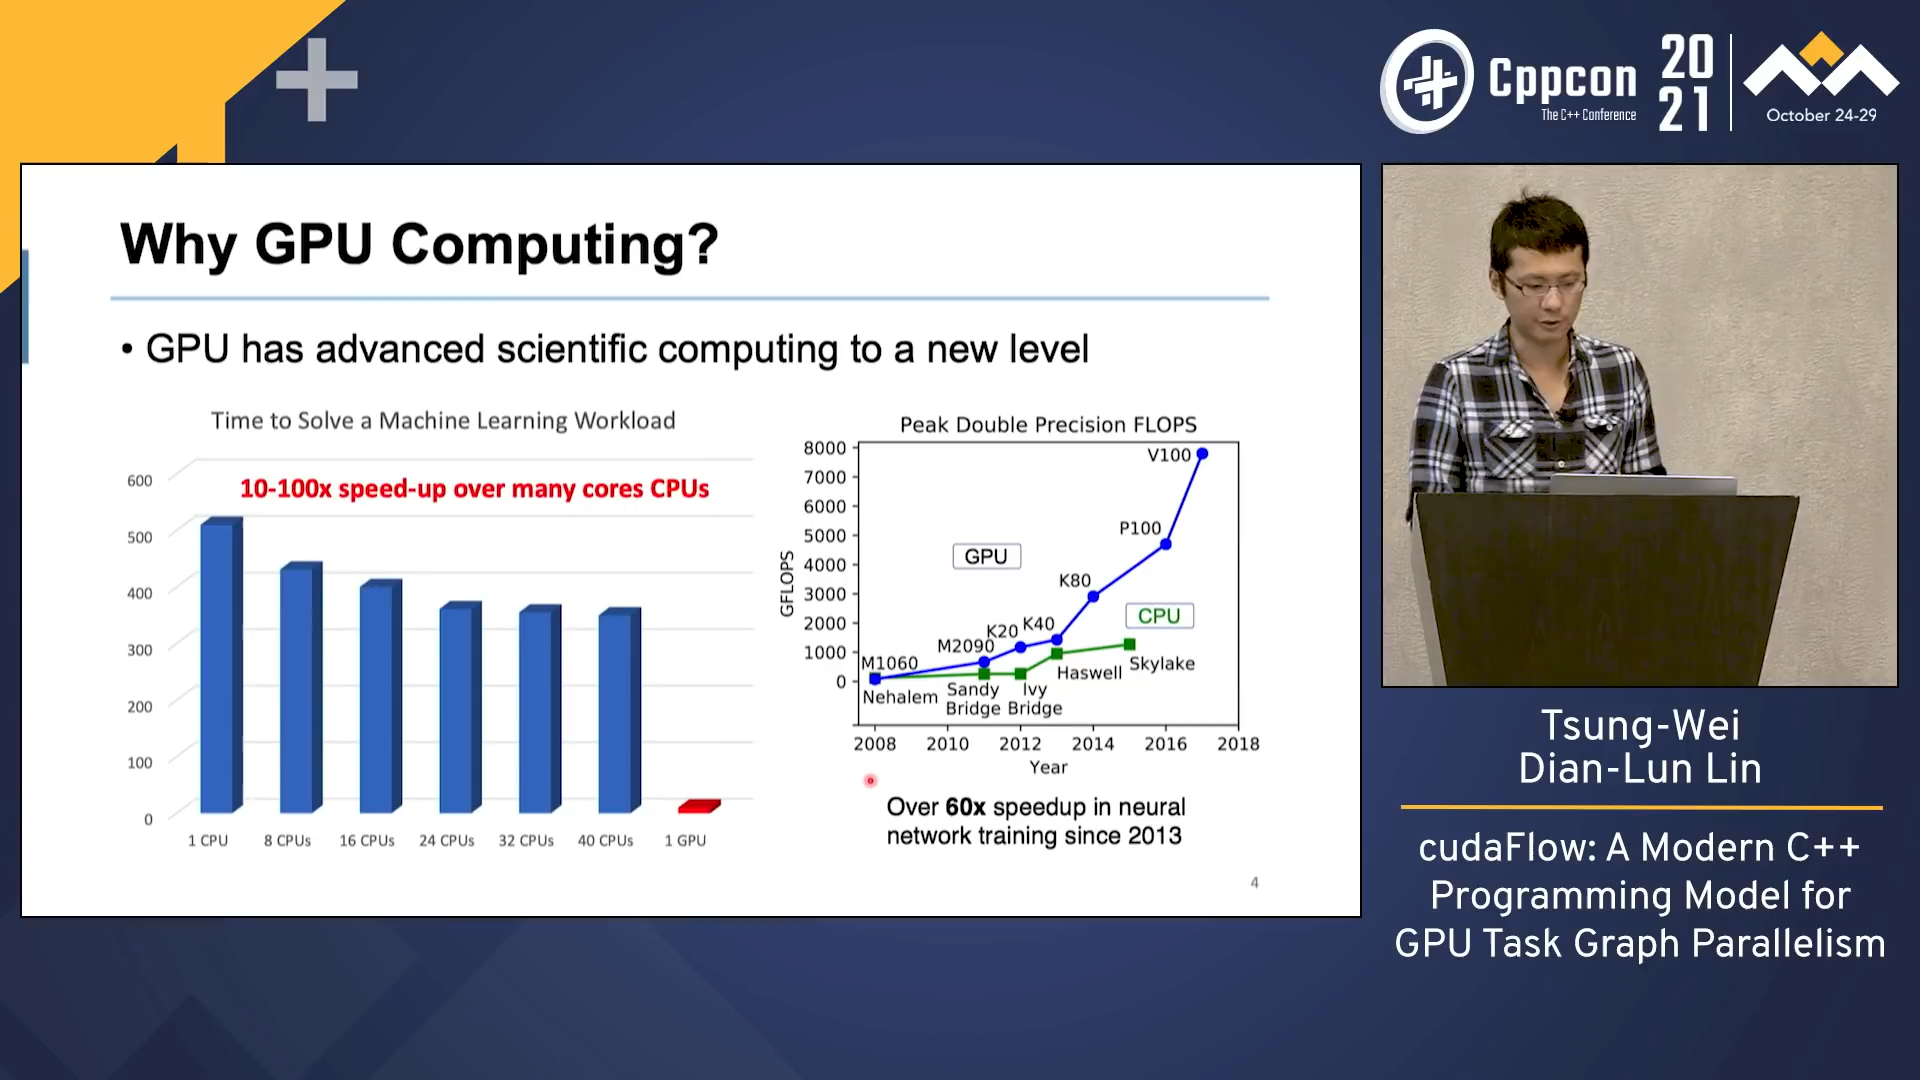 Cppcon
The C++ Conference
20
21
October 24-29
Why GPU Computing?
• GPU has advanced scientific computing to a new level
Time to Solve a Machine Learning Workload
10-100x speed-up over many cores CPUs
600
500
400
300
200
100
0
1 CPU 8 CPUs 16 CPUs 24 CPUs 32 CPUs 40 CPUs 1 GPU
Peak Double Precision FLOPS
8000
7000
6000
5000
4000
3000
2000
1000
0
GFLOPS
V100
P100
GPU
K80
CPU
K40
K20
M2090
M1060
Skylake
Haswell
Nehalem
Sandy
Bridge
Ivy
Bridge
2008 2010 2012 2014 2016 2018
Year
Over 60x speedup in neural
network training since 2013
4
Tsung-Wei
Dian-Lun Lin
cudaFlow: A Modern C++
Programming Model for
GPU Task Graph Parallelism